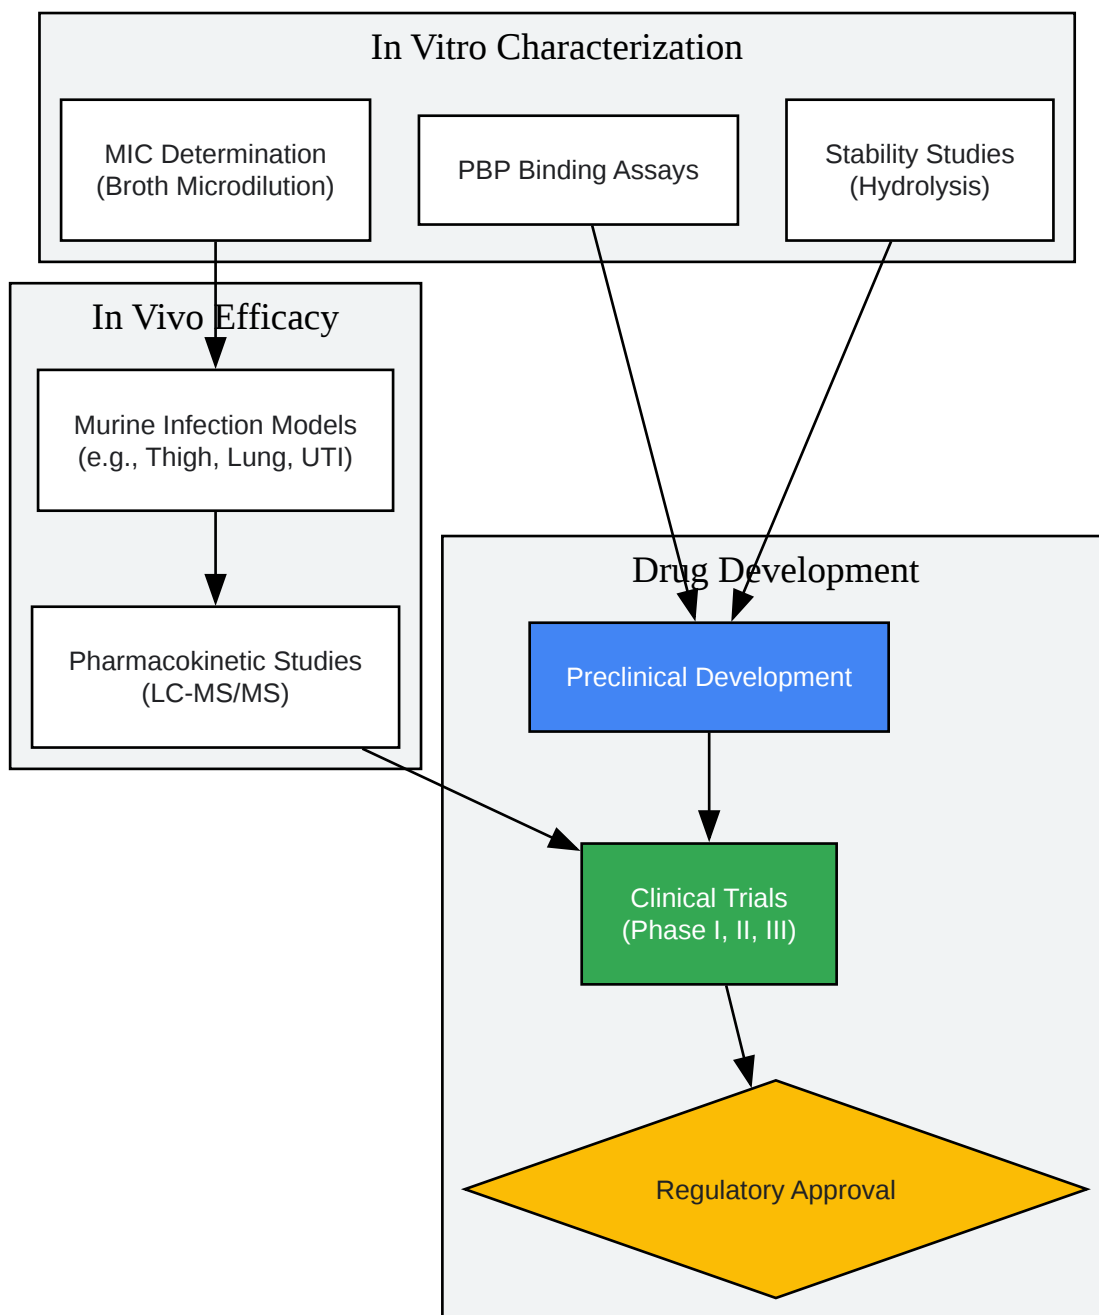 In Vitro Characterization
MIC Determination
(Broth Microdilution)
PBP Binding Assays
Stability Studies
(Hydrolysis)
In Vivo Efficacy
Murine Infection Models
(e.g., Thigh, Lung, UTI)
Pharmacokinetic Studies
(LC-MS/MS)
Drug Development
Preclinical Development
Clinical Trials
(Phase I, II, III)
Regulatory Approval